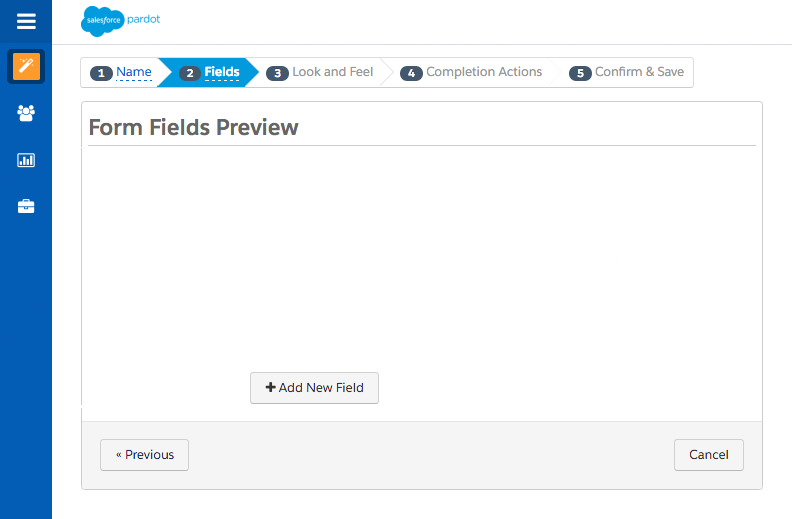 salesforce pardot
1 Name 2 Fields 3 Look and Feel 4 Completion Actions 5 Confirm & Save
Form Fields Preview
+ Add New Field
« Previous Cancel